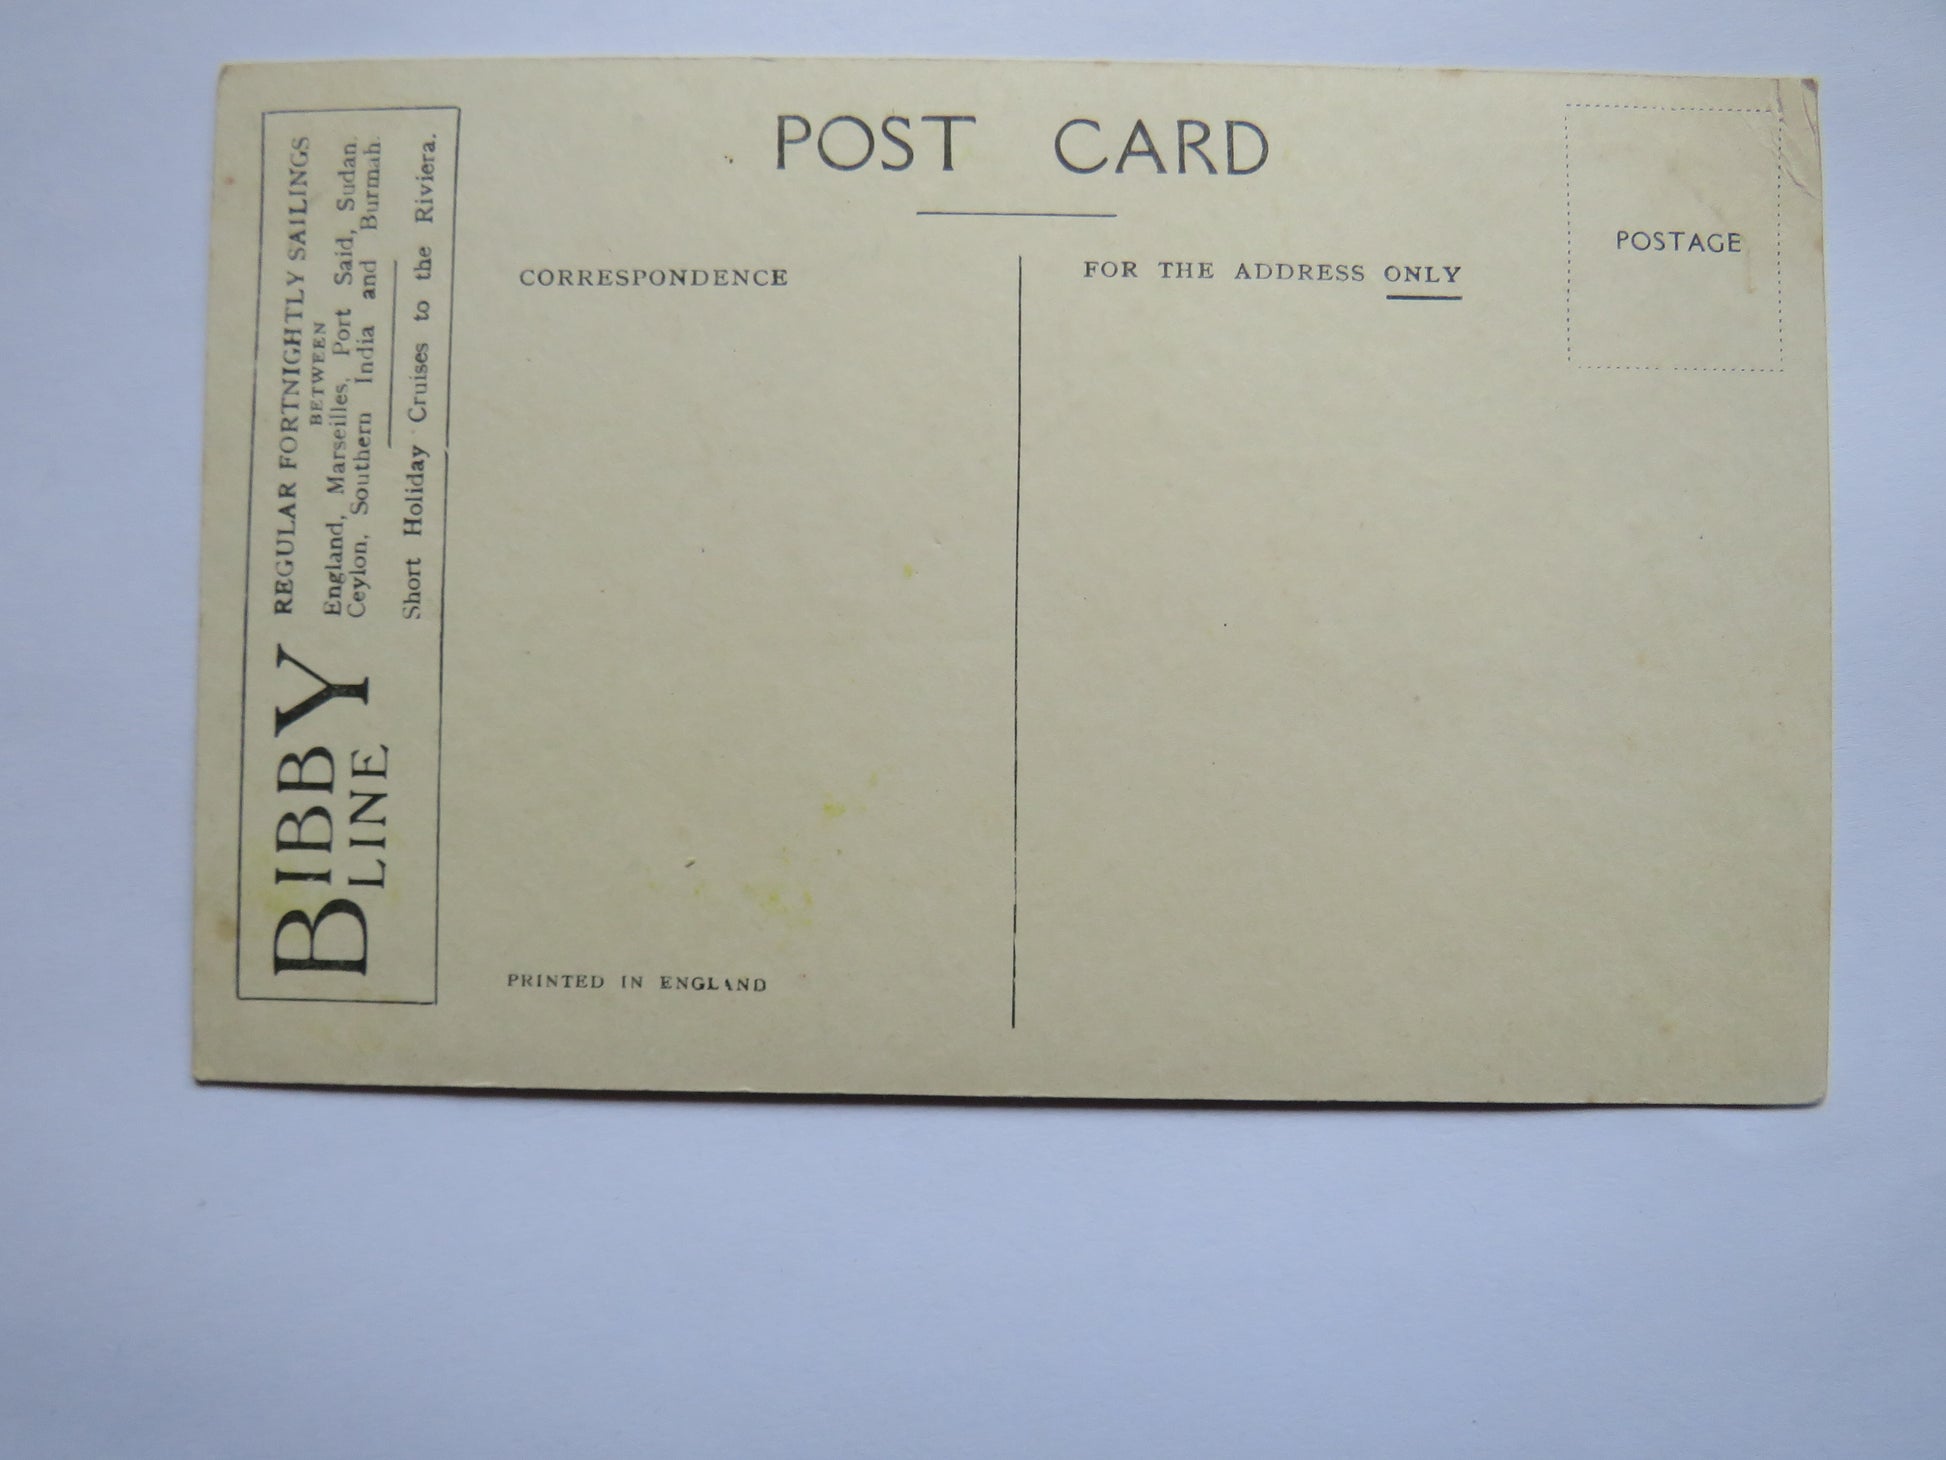 POST CARD
BIBBY
LINE
REGULAR FORTNIGHTLY SAILINGS
BETWEEN
England, Marseilles, Port Said, Sudan.
Ceylon, Southern India and Burmah.
Short Holiday Cruises to the Riviera.
CORRESPONDENCE
FOR THE ADDRESS ONLY
POSTAGE
PRINTED IN ENGLAND